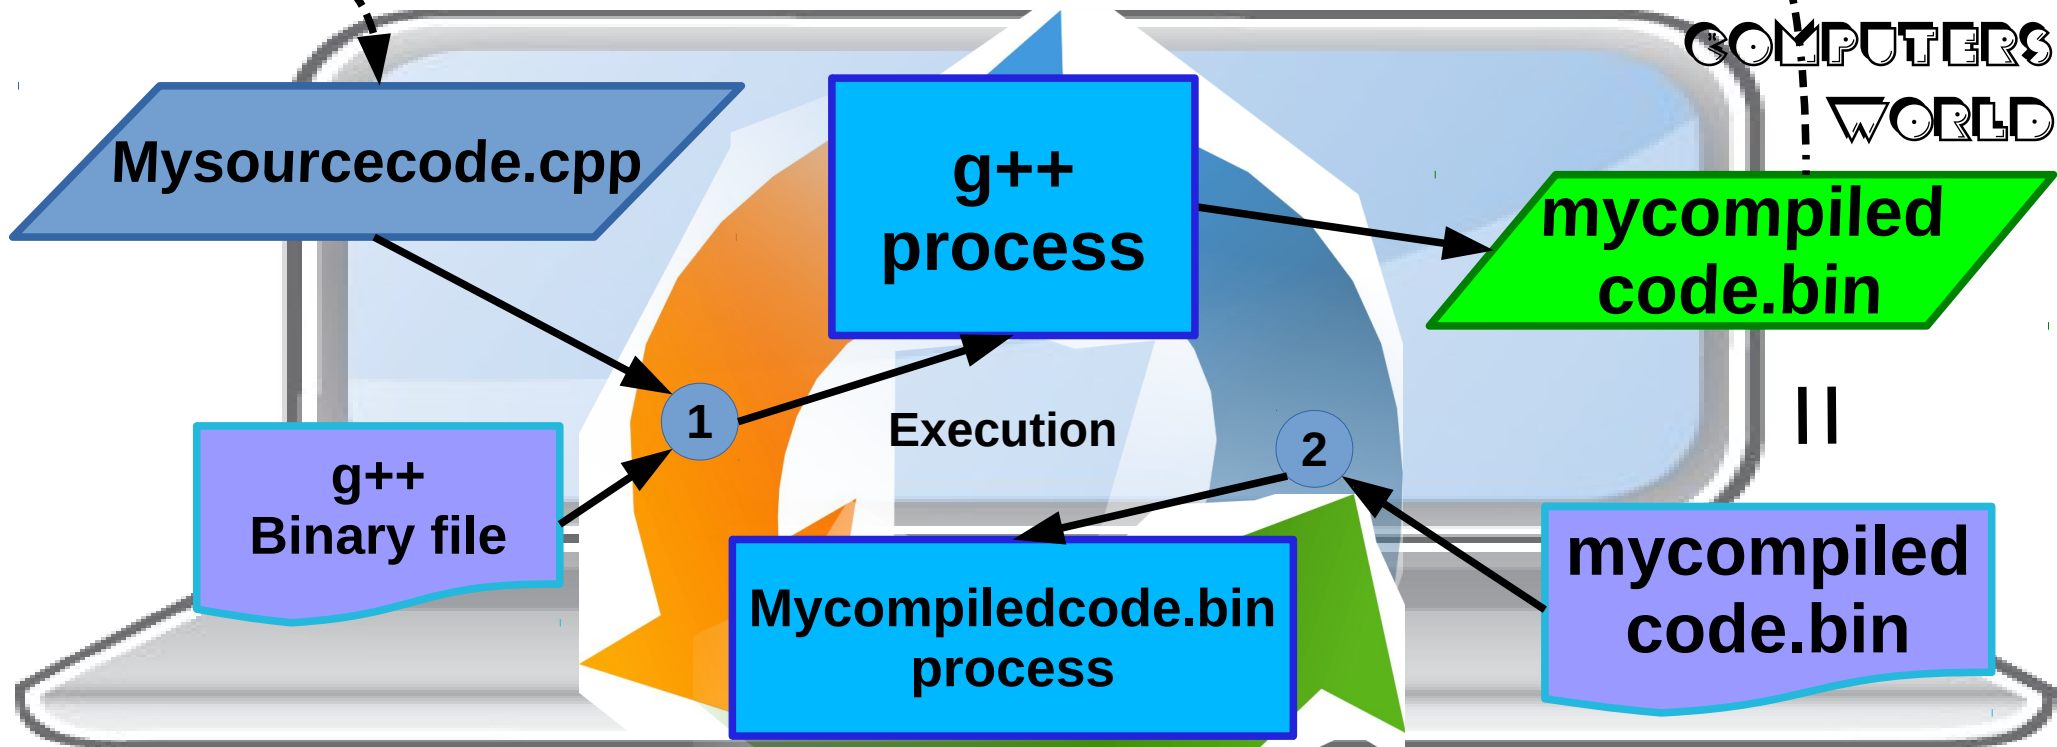 COMPUTERS
WORLD
Mysourcecode.cpp
g++
process
mycompiled
code.bin
1
Execution
2
||
g++
Binary file
mycompiled
code.bin
Mycompiledcode.bin
process